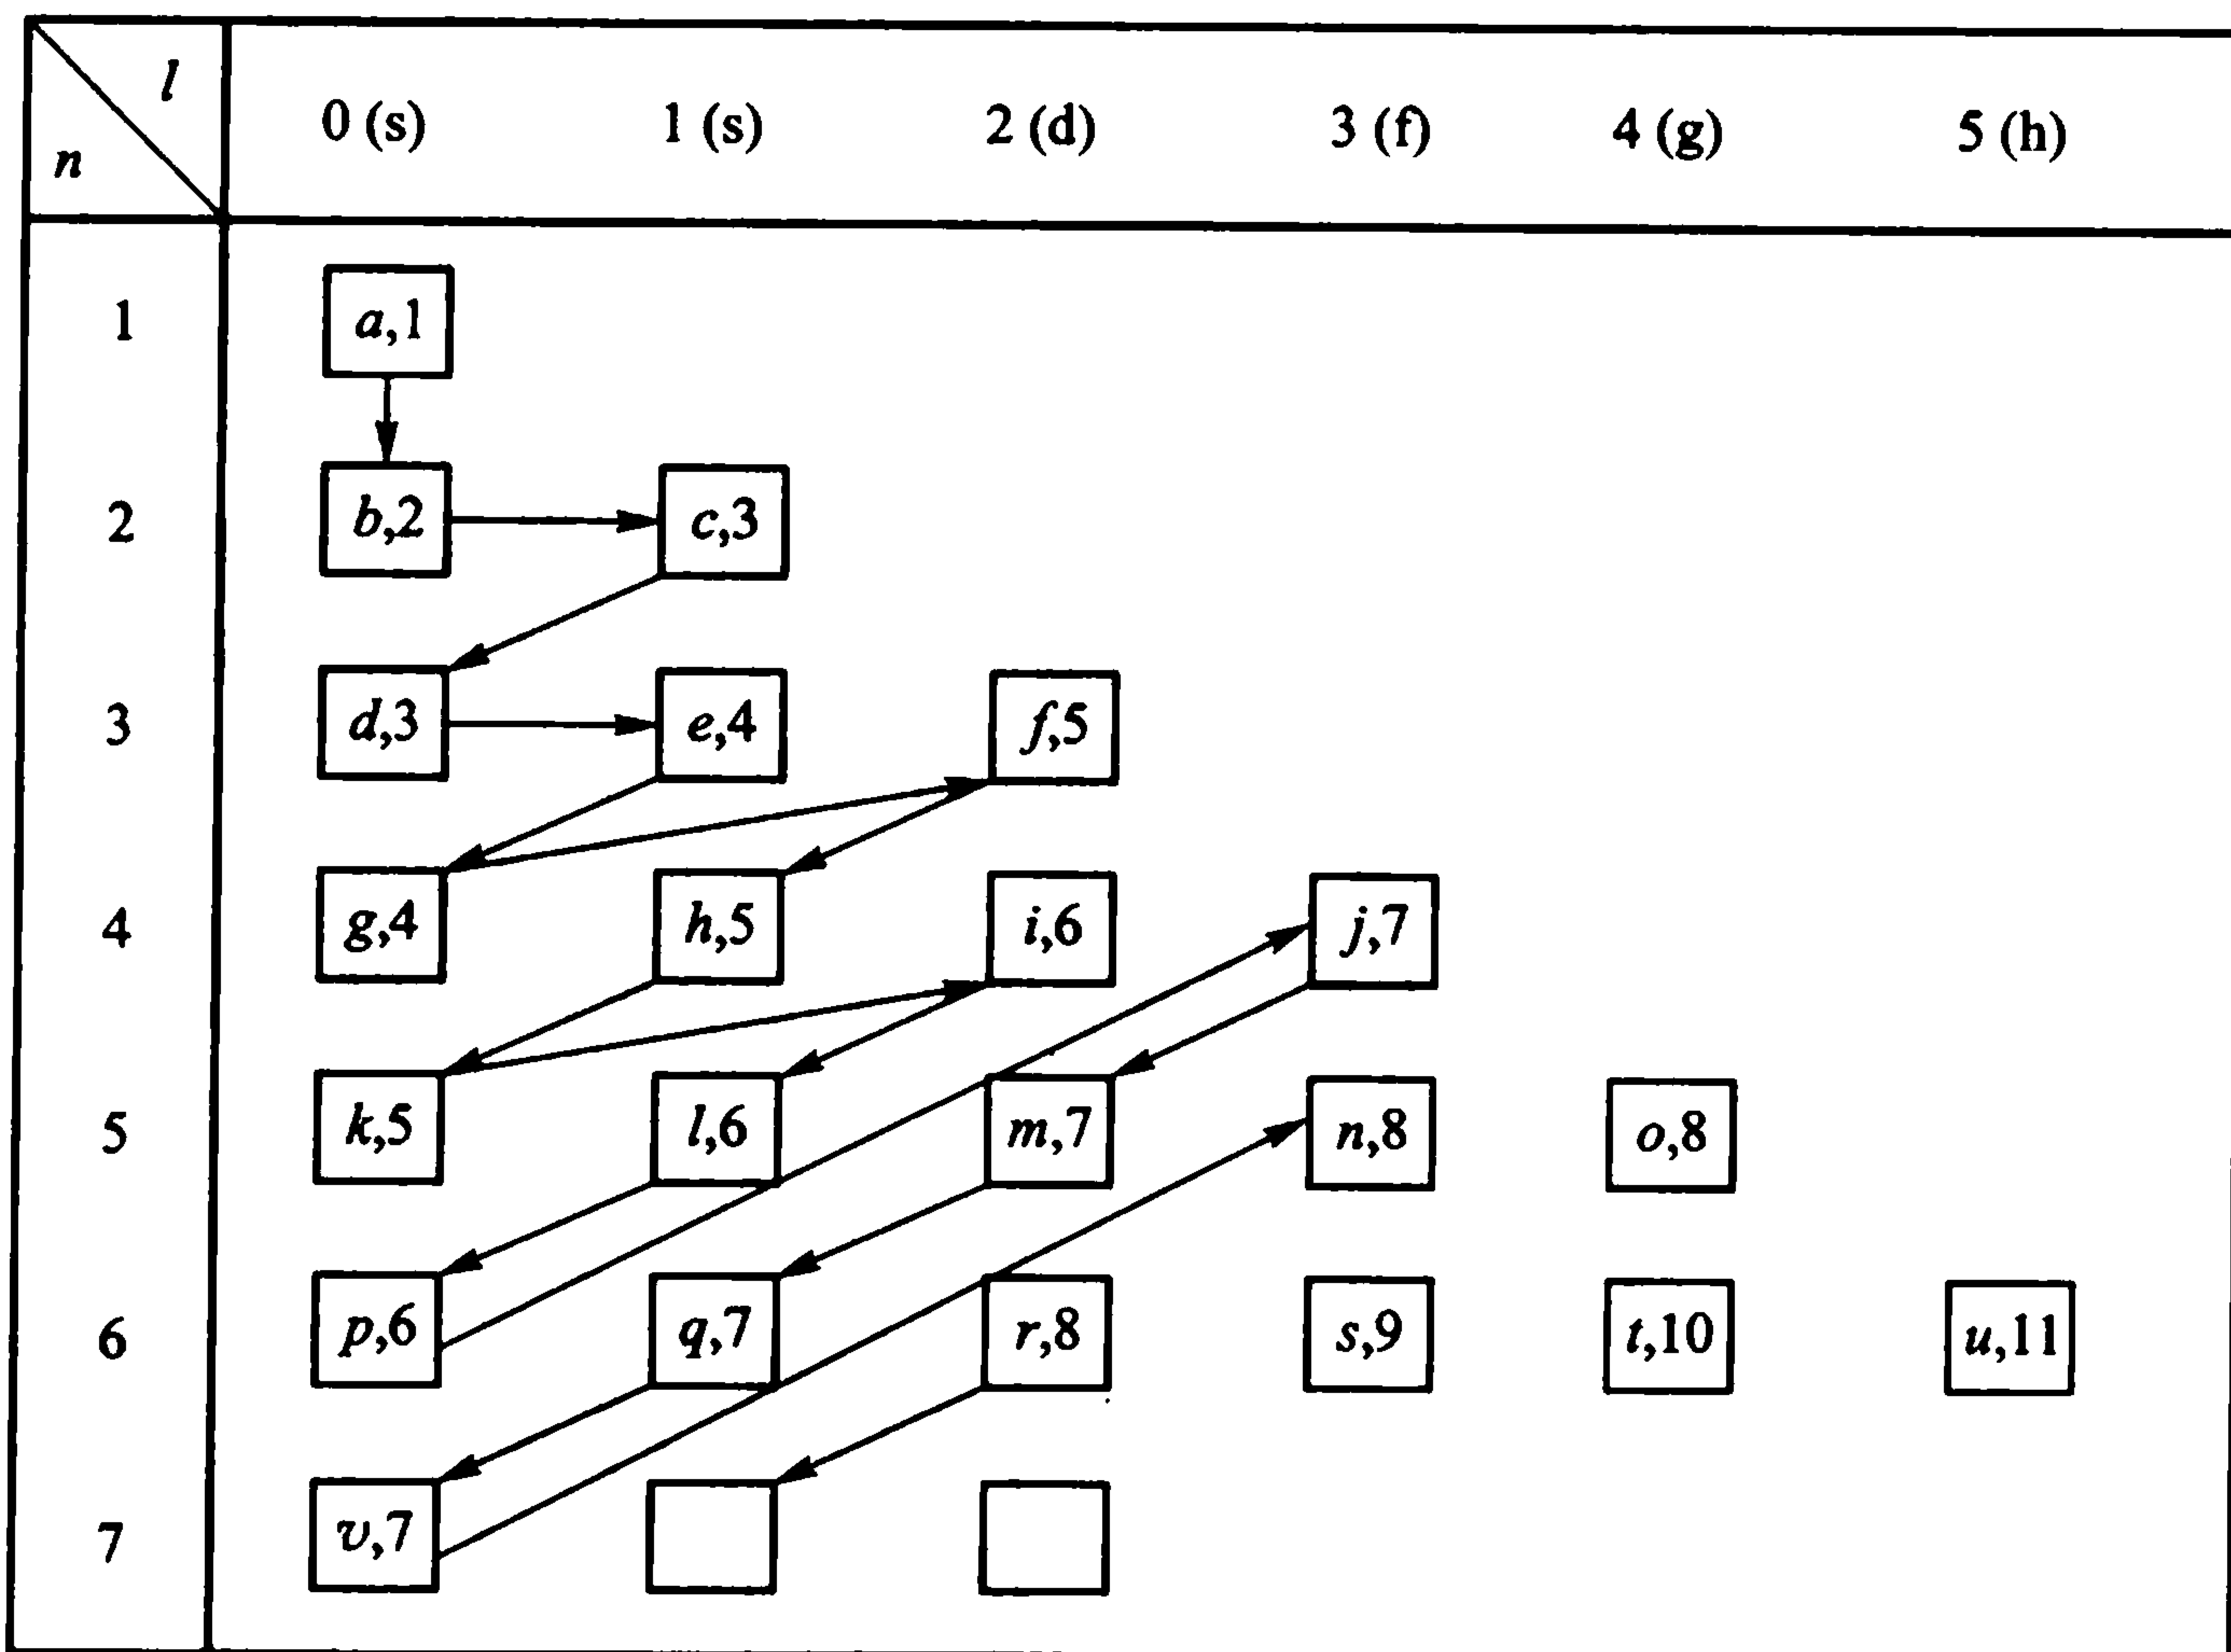 l
n
0 (s) 1 (s) 2 (d) 3 (f) 4 (g) 5 (h)
1 a,1
2 b,2 c,3
3 d,3 e,4 f,5
4 g,4 h,5 i,6 j,7
5 k,5 l,6 m,7 n,8 o,8
6 p,6 q,7 r,8 s,9 t,10 u,11
7 v,7